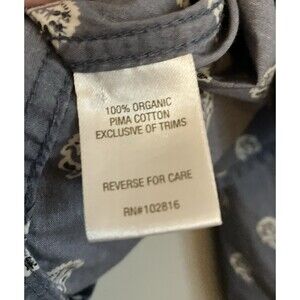 100% ORGANIC
PIMA COTTON
EXCLUSIVE OF TRIMS
REVERSE FOR CARE
RN#102816